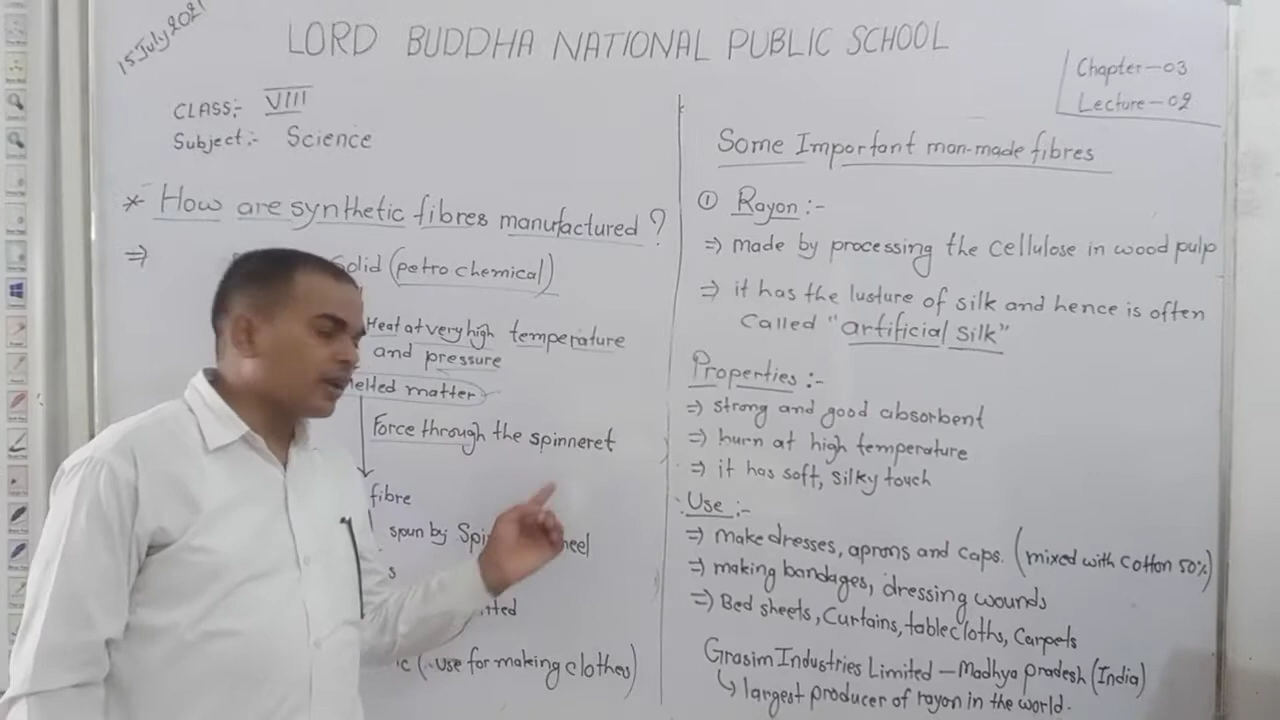 15 July 2021
LORD BUDDHA NATIONAL PUBLIC SCHOOL
Chapter-03
Lecture-02
CLASS:- VIII
Subject:- Science
* How are synthetic fibres manufactured ?
⇒ Solid (petro chemical)
Heat at very high temperature
and pressure
melted matter
Force through the spinneret
fibre
spun by
s
tted
c (Use for making clothes)
Some Important man-made fibres
① Rayon :-
⇒ made by processing the cellulose in wood pulp
⇒ it has the lusture of silk and hence is often
called "artificial silk"
Properties :-
⇒ strong and good absorbent
⇒ burn at high temperature
⇒ it has soft, silky touch
Use :-
⇒ make dresses, aprons and caps. (mixed with cotton 50%)
⇒ making bandages, dressing wounds
⇒ Bed sheets, Curtains, tablecloths, Carpets
Grasim Industries Limited – Madhya pradesh (India)
↳ largest producer of rayon in the world.